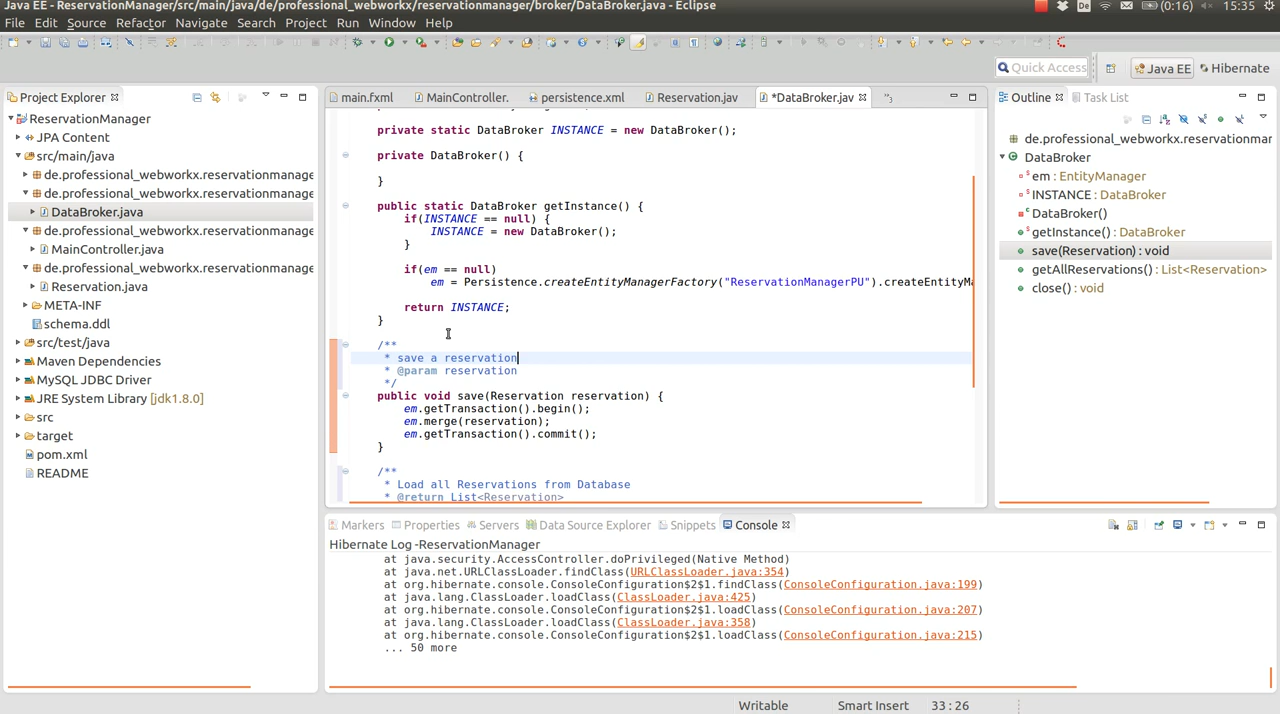 Java EE - ReservationManager/src/main/java/de/professional_webworkx/reservationmanager/broker/DataBroker.java - Eclipse
De (0:16) 15:35
File Edit Source Refactor Navigate Search Project Run Window Help
Quick Access Java EE Hibernate
Project Explorer
ReservationManager
JPA Content
src/main/java
de.professional_webworkx.reservationmanage
DataBroker.java
de.professional_webworkx.reservationmanage
MainController.java
de.professional_webworkx.reservationmanage
Reservation.java
META-INF
schema.ddl
src/test/java
Maven Dependencies
MySQL JDBC Driver
JRE System Library [jdk1.8.0]
src
target
pom.xml
README
main.fxml MainController. persistence.xml Reservation.jav *DataBroker.jav »3
private static DataBroker INSTANCE = new DataBroker();
private DataBroker() {
}
public static DataBroker getInstance() {
if(INSTANCE == null) {
INSTANCE = new DataBroker();
}
if(em == null)
em = Persistence.createEntityManagerFactory("ReservationManagerPU").createEntityMa
return INSTANCE;
}
/**
* save a reservation
* @param reservation
*/
public void save(Reservation reservation) {
em.getTransaction().begin();
em.merge(reservation);
em.getTransaction().commit();
}
/**
* Load all Reservations from Database
* @return List<Reservation>
Outline Task List
de.professional_webworkx.reservationmar
DataBroker
em : EntityManager
INSTANCE : DataBroker
DataBroker()
getInstance() : DataBroker
save(Reservation) : void
getAllReservations() : List<Reservation>
close() : void
Markers Properties Servers Data Source Explorer Snippets Console
Hibernate Log -ReservationManager
at java.security.AccessController.doPrivileged(Native Method)
at java.net.URLClassLoader.findClass(URLClassLoader.java:354)
at org.hibernate.console.ConsoleConfiguration$2$1.findClass(ConsoleConfiguration.java:199)
at java.lang.ClassLoader.loadClass(ClassLoader.java:425)
at org.hibernate.console.ConsoleConfiguration$2$1.loadClass(ConsoleConfiguration.java:207)
at java.lang.ClassLoader.loadClass(ClassLoader.java:358)
at org.hibernate.console.ConsoleConfiguration$2$1.loadClass(ConsoleConfiguration.java:215)
... 50 more
Writable Smart Insert 33 : 26